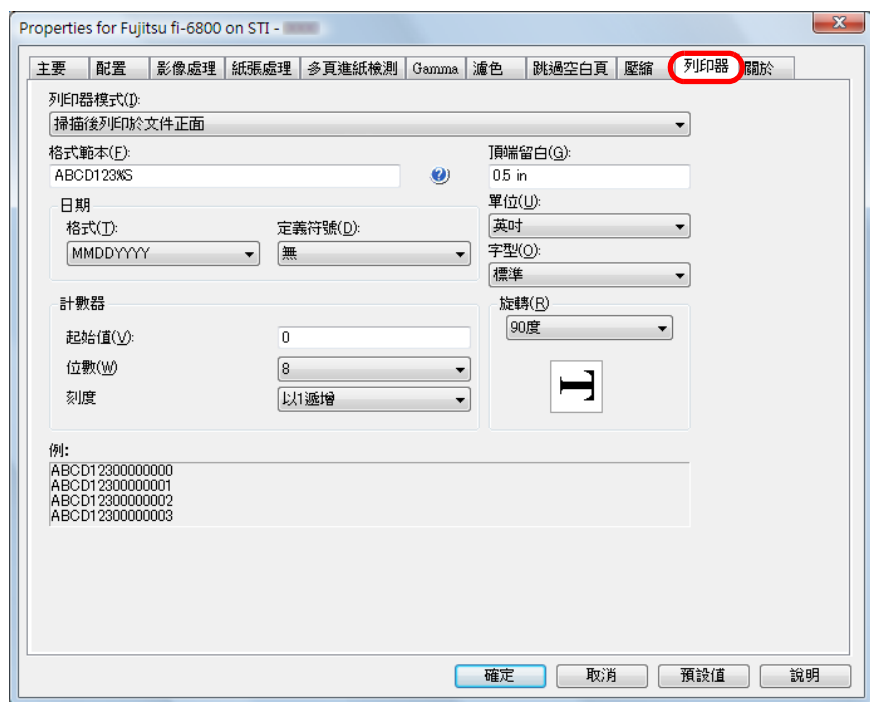 Properties for Fujitsu fi-6800 on STI -
主要 配置 影像處理 紙張處理 多頁進紙檢測 Gamma 濾色 跳過空白頁 壓縮 列印器 關於
列印器模式(I):
掃描後列印於文件正面
格式範本(F):
ABCD123%S
頂端留白(G):
0.5 in
日期
格式(T):
MMDDYYYY
定義符號(D):
無
單位(U):
英吋
字型(O):
標準
計數器
起始值(V):
0
位數(W)
8
刻度
以1遞增
旋轉(R)
90度
T
例:
ABCD12300000000
ABCD12300000001
ABCD12300000002
ABCD12300000003
確定 取消 預設值 說明